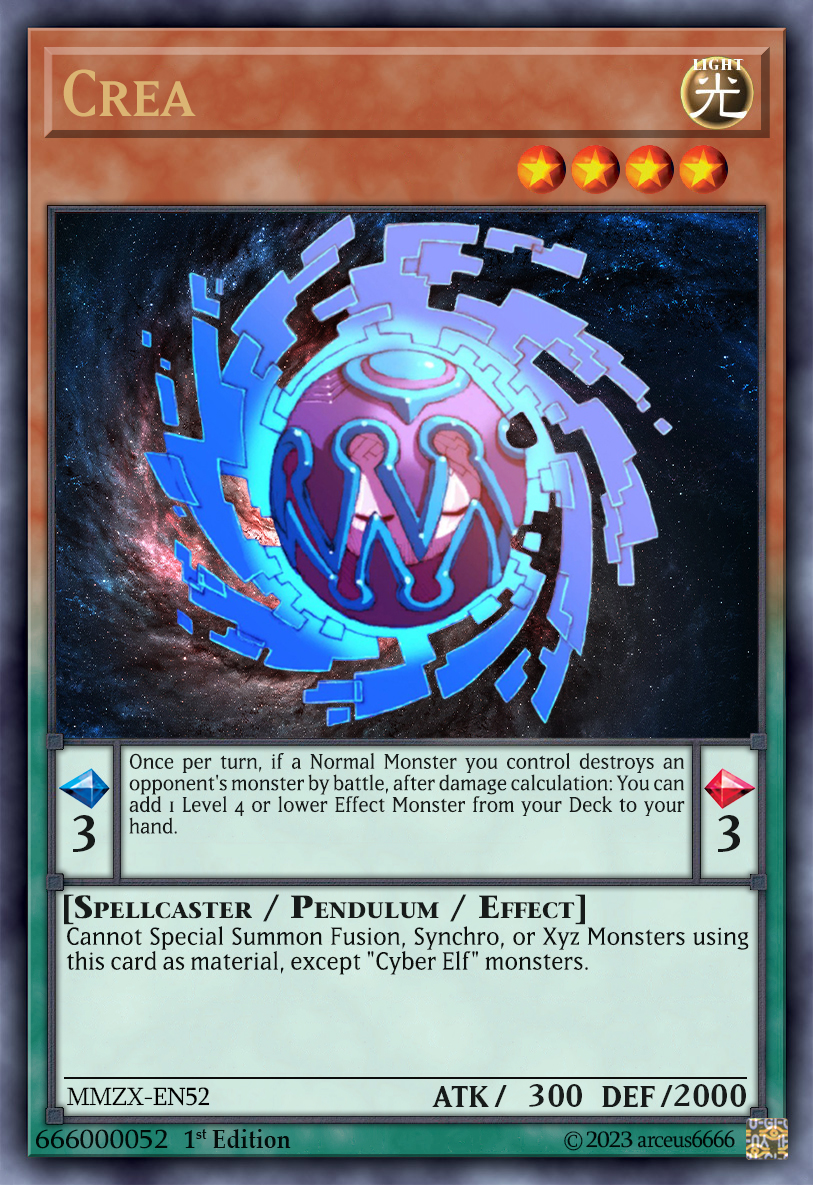 Crea
LIGHT
光
Once per turn, if a Normal Monster you control destroys an
opponent's monster by battle, after damage calculation: You can
add 1 Level 4 or lower Effect Monster from your Deck to your
hand.
3
3
[Spellcaster / Pendulum / Effect]
Cannot Special Summon Fusion, Synchro, or Xyz Monsters using
this card as material, except "Cyber Elf" monsters.
MMZX-EN52
ATK / 300 DEF /2000
666000052 1st Edition
© 2023 arceus6666